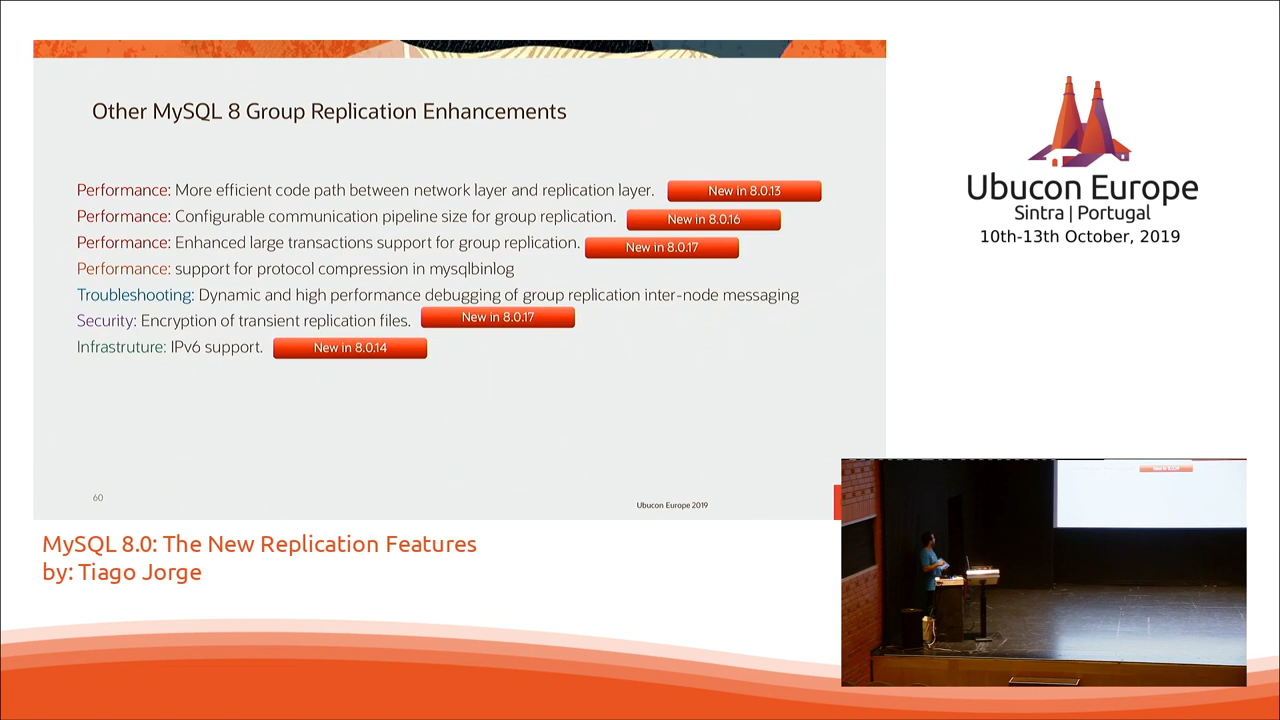 Other MySQL 8 Group Replication Enhancements
Performance: More efficient code path between network layer and replication layer. New in 8.0.13
Performance: Configurable communication pipeline size for group replication. New in 8.0.16
Performance: Enhanced large transactions support for group replication. New in 8.0.17
Performance: support for protocol compression in mysqlbinlog
Troubleshooting: Dynamic and high performance debugging of group replication inter-node messaging
Security: Encryption of transient replication files. New in 8.0.17
Infrastruture: IPv6 support. New in 8.0.14
60
Ubucon Europe 2019
Ubucon Europe
Sintra | Portugal
10th-13th October, 2019
MySQL 8.0: The New Replication Features
by: Tiago Jorge